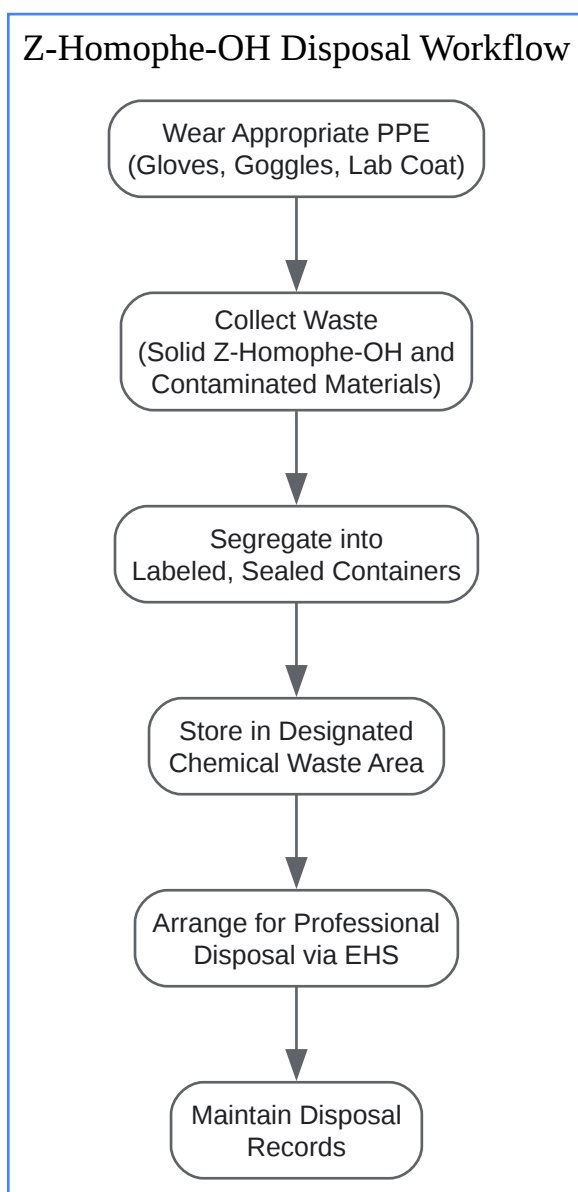 Z-Homophe-OH Disposal Workflow
Wear Appropriate PPE
(Gloves, Goggles, Lab Coat)
Collect Waste
(Solid Z-Homophe-OH and
Contaminated Materials)
Segregate into
Labeled, Sealed Containers
Store in Designated
Chemical Waste Area
Arrange for Professional
Disposal via EHS
Maintain Disposal
Records